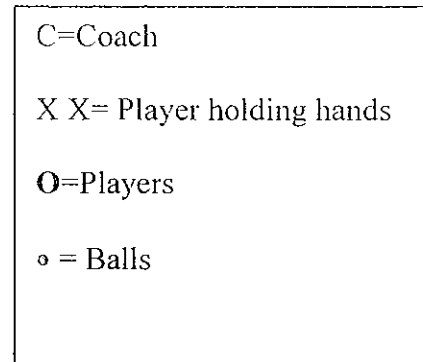 C=Coach
X X= Player holding hands
O=Players
o = Balls